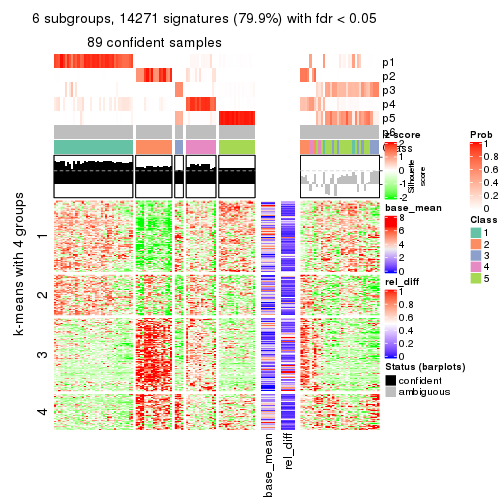 6 subgroups, 14271 signatures (79.9%) with fdr < 0.05
89 confident samples
p1
p2
p3
p4
p5
p6
Class
Silhouette
score
k-means with 4 groups
1
2
3
4
base_mean
rel_diff
z-score
2
1
0
-1
-2
base_mean
8
6
4
2
0
rel_diff
1
0.8
0.6
0.4
0.2
0
Status (barplots)
confident
ambiguous
Prob
1
0.8
0.6
0.4
0.2
0
Class
1
2
3
4
5